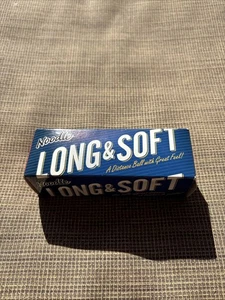 Noodle
LONG & SOFT
A Distance Ball with Great Feel!
Noodle
LONG & SOFT